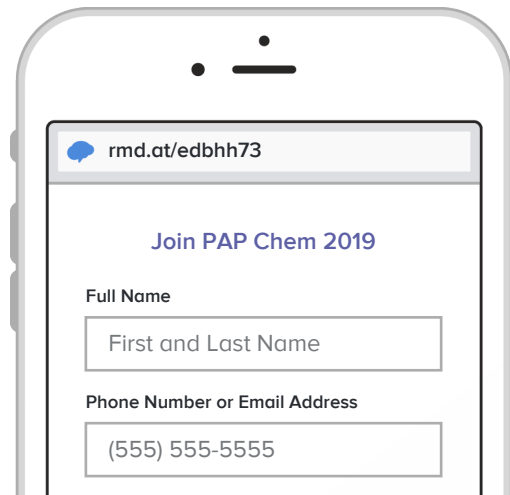 rmd.at/edbhh73
Join PAP Chem 2019
Full Name
First and Last Name
Phone Number or Email Address
(555) 555-5555